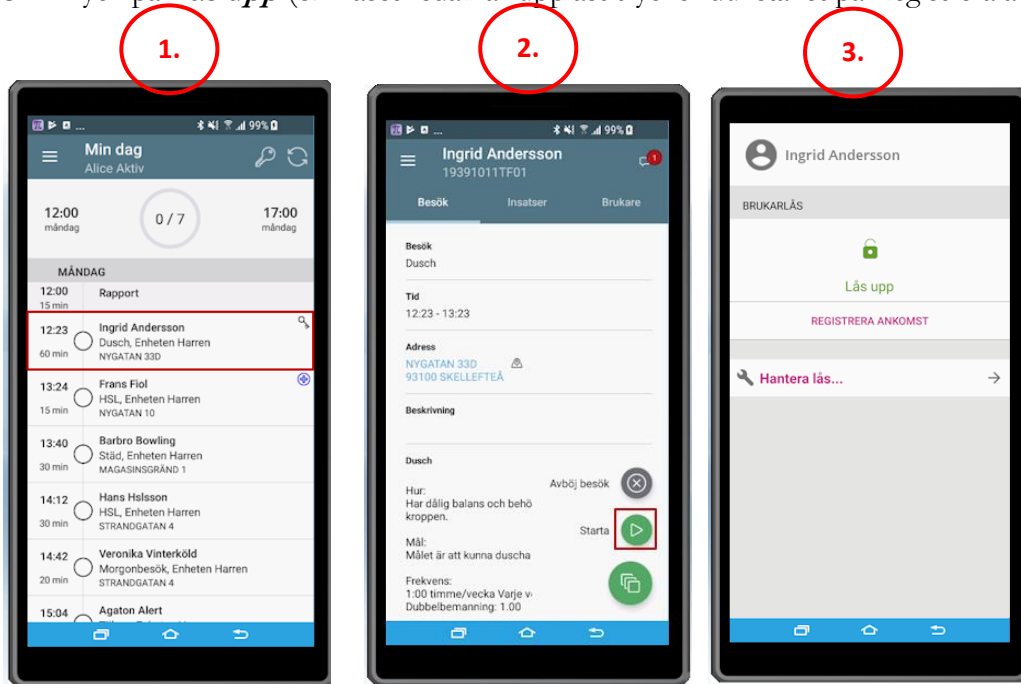 upp
1.
2.
3.
99%
Min dag
Alice Aktiv
12:00
måndag
0 / 7
17:00
måndag
MÅNDAG
12:00
Rapport
15 min
12:23
Ingrid Andersson
Dusch, Enheten Harren
60 min
NYGATAN 33D
13:24
Frans Fiol
HSL, Enheten Harren
15 min
NYGATAN 10
13:40
Barbro Bowling
Städ, Enheten Harren
30 min
MAGASINSGRÄND 1
14:12
Hans Hslsson
HSL, Enheten Harren
30 min
STRANDGATAN 4
14:42
Veronika Vinterköld
Morgonbesök, Enheten Harren
20 min
STRANDGATAN 4
15:04
Agaton Alert
99%
Ingrid Andersson
19391011TF01
1
Besök Insatser Brukare
Besök
Dusch
Tid
12:23 - 13:23
Adress
NYGATAN 33D
93100 SKELLEFTEÅ
Beskrivning
Dusch
Avböj besök
Hur:
Har dålig balans och behö
kroppen.
Starta
Mål:
Målet är att kunna duscha
Frekvens:
1:00 timme/vecka Varje v
Dubbelbemanning: 1.00
Ingrid Andersson
BRUKARLÅS
Lås upp
REGISTRERA ANKOMST
Hantera lås...